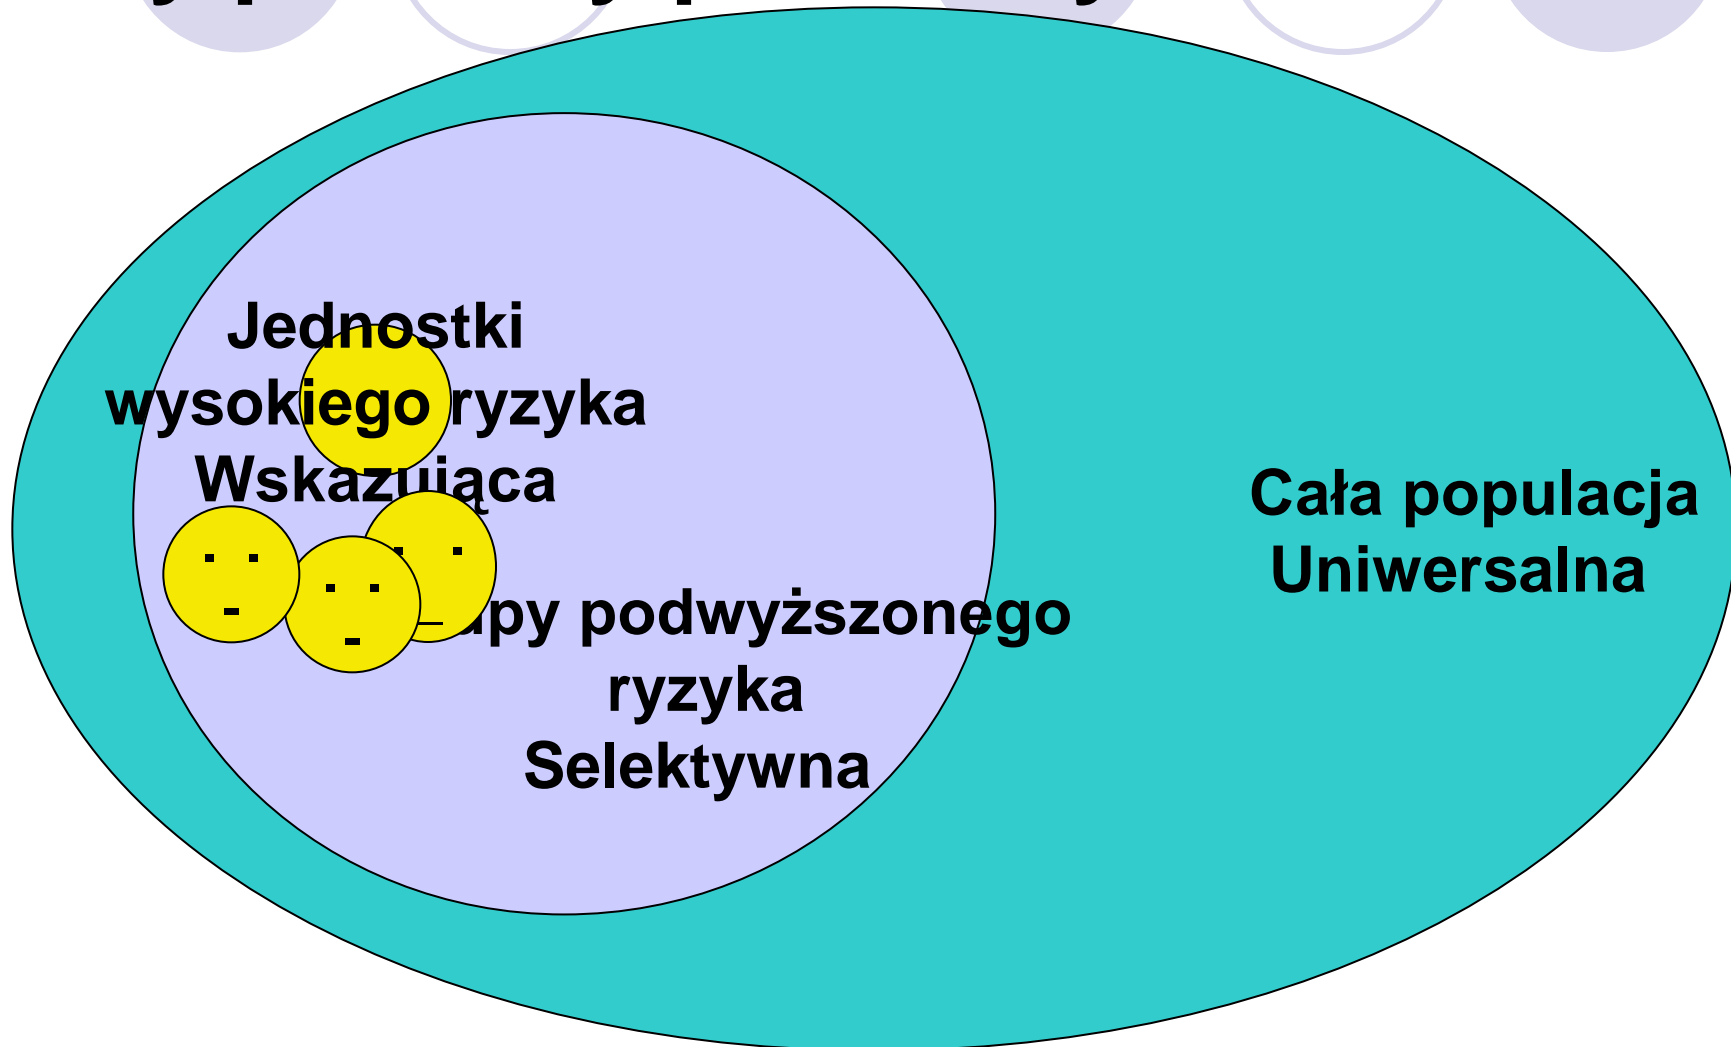 Jednostki
wysokiego ryzyka
Wskazująca
podwyższonego
ryzyka
Selektywna
Cała populacja
Uniwersalna